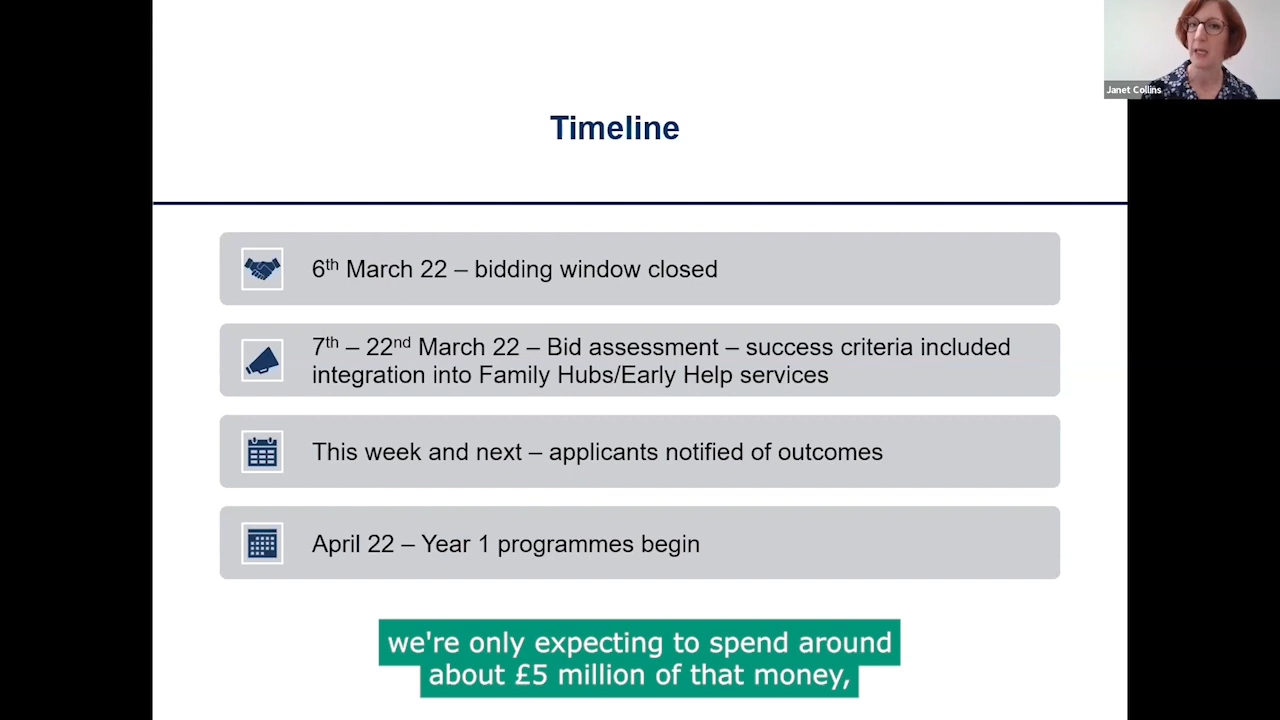 Janet Collins
Timeline
6th March 22 – bidding window closed
7th – 22nd March 22 – Bid assessment – success criteria included
integration into Family Hubs/Early Help services
This week and next – applicants notified of outcomes
April 22 – Year 1 programmes begin
we're only expecting to spend around
about £5 million of that money,